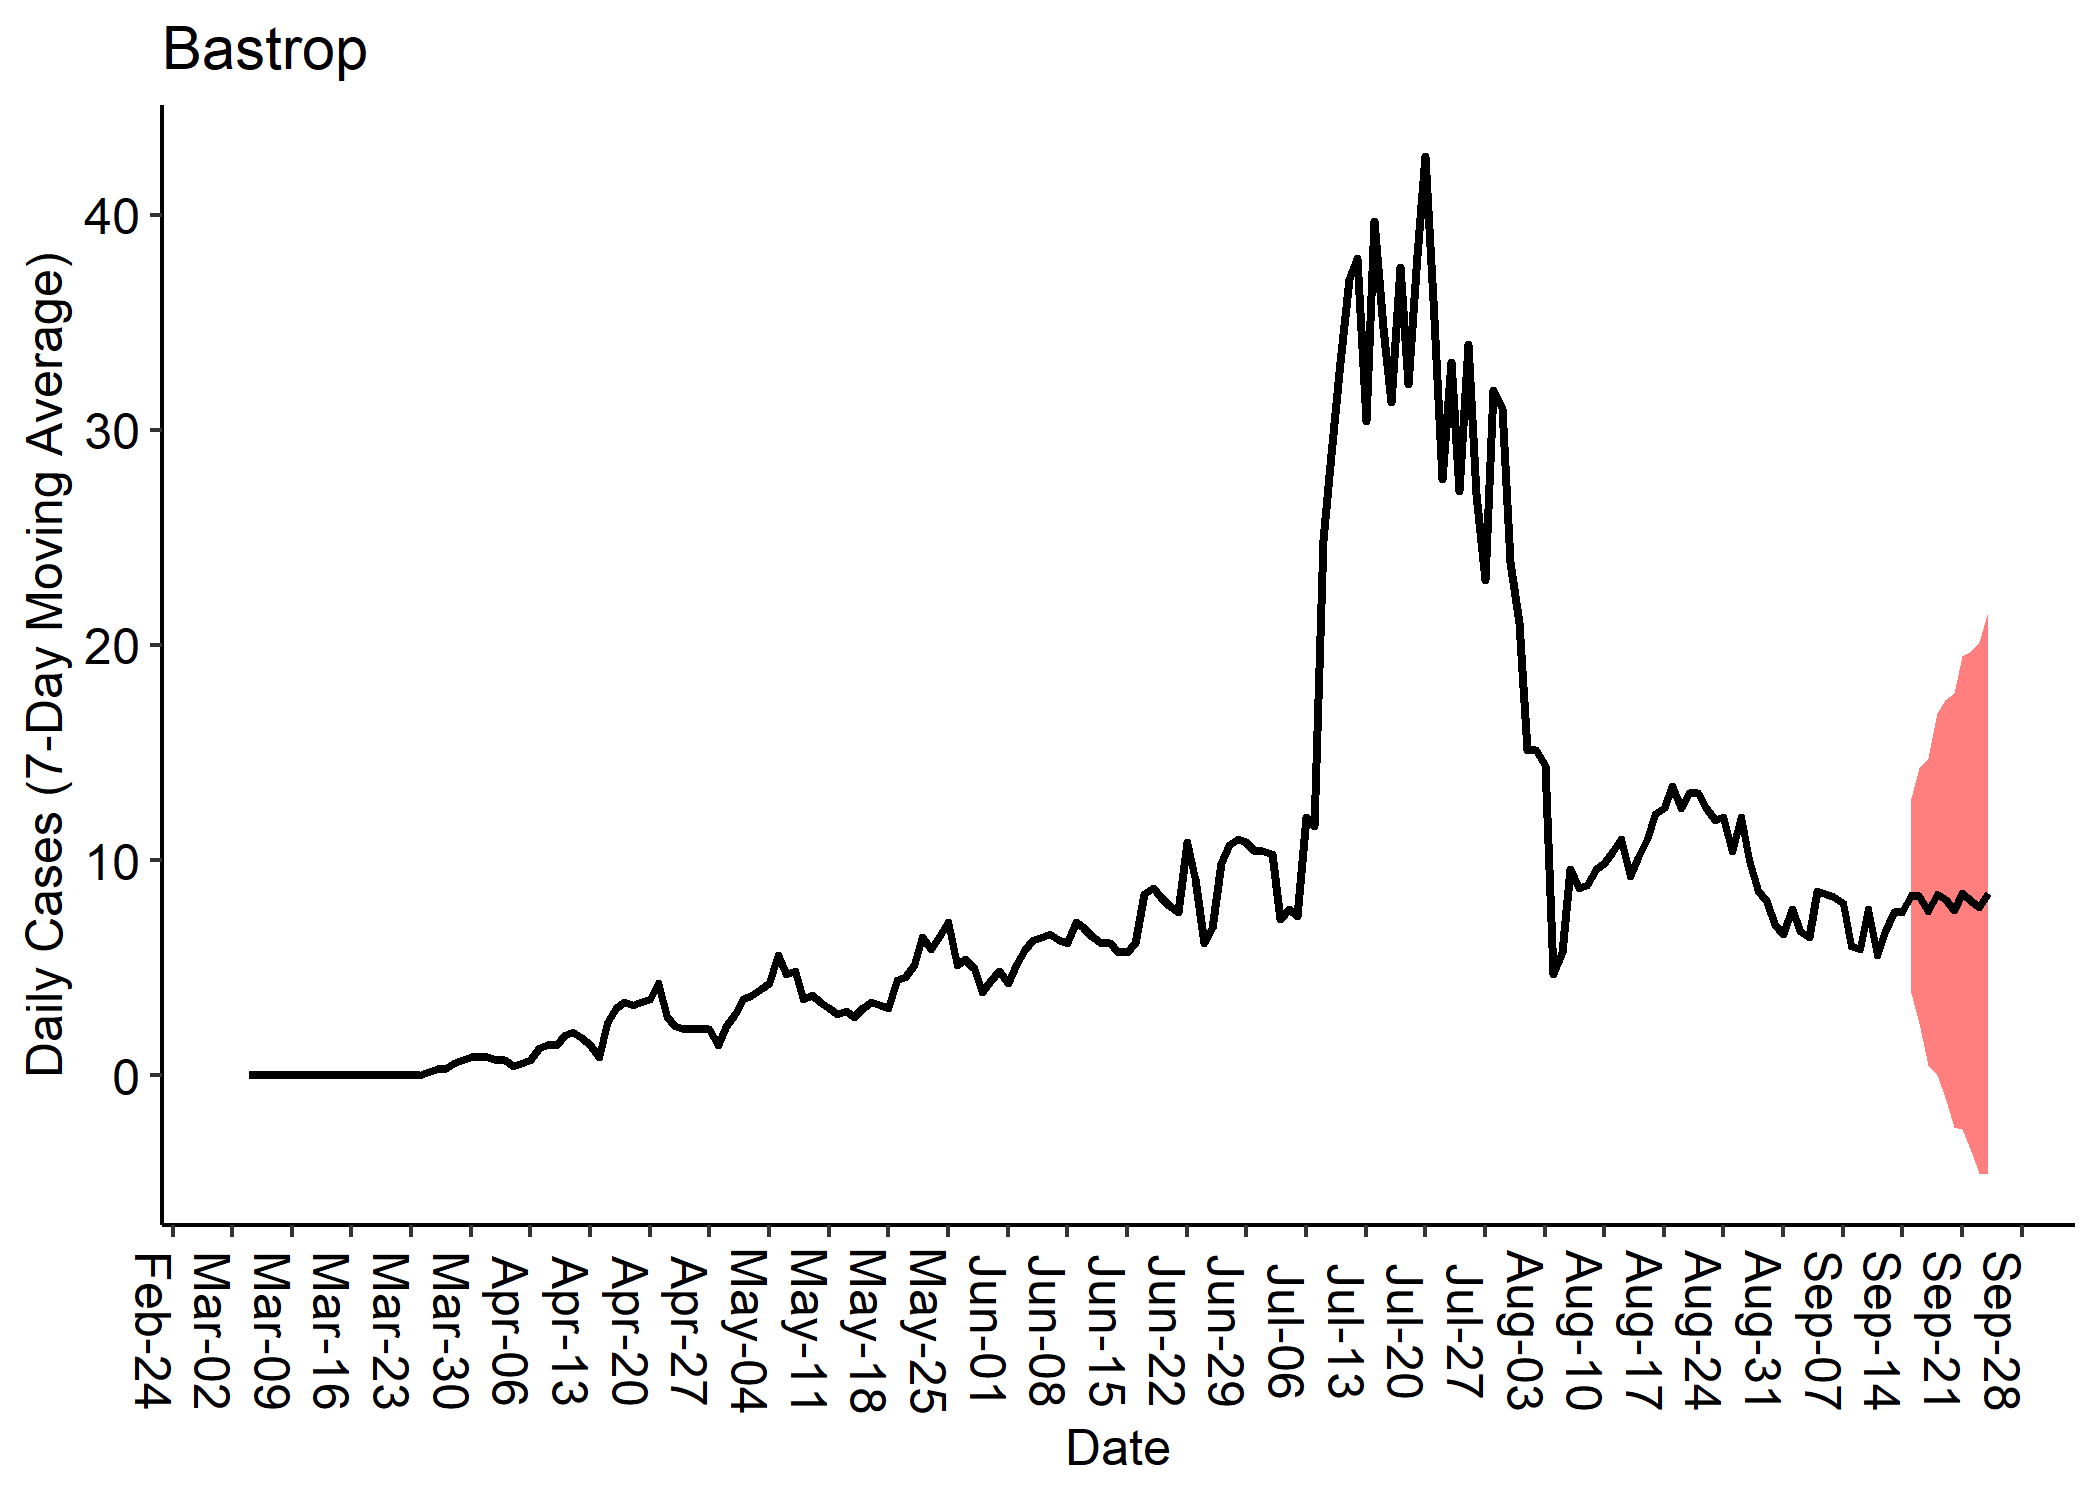 Bastrop
Daily Cases (7-Day Moving Average)
40
30
20
10
0
Feb-24
Mar-02
Mar-09
Mar-16
Mar-23
Mar-30
Apr-06
Apr-13
Apr-20
Apr-27
May-04
May-11
May-18
May-25
Jun-01
Jun-08
Jun-15
Jun-22
Jun-29
Jul-06
Jul-13
Jul-20
Jul-27
Aug-03
Aug-10
Aug-17
Aug-24
Aug-31
Sep-07
Sep-14
Sep-21
Sep-28
Date